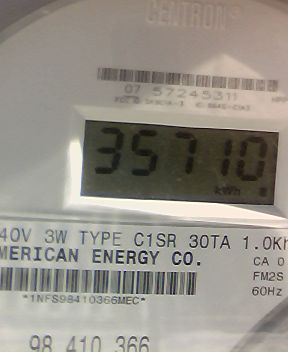 CENTRON®
07 57245311
35710
kWh
40V 3W TYPE C1SR 30TA 1.0Kh
MERICAN ENERGY CO.
CA 0
FM2S
60Hz
*1NFS98410366MEC*
98 410 366